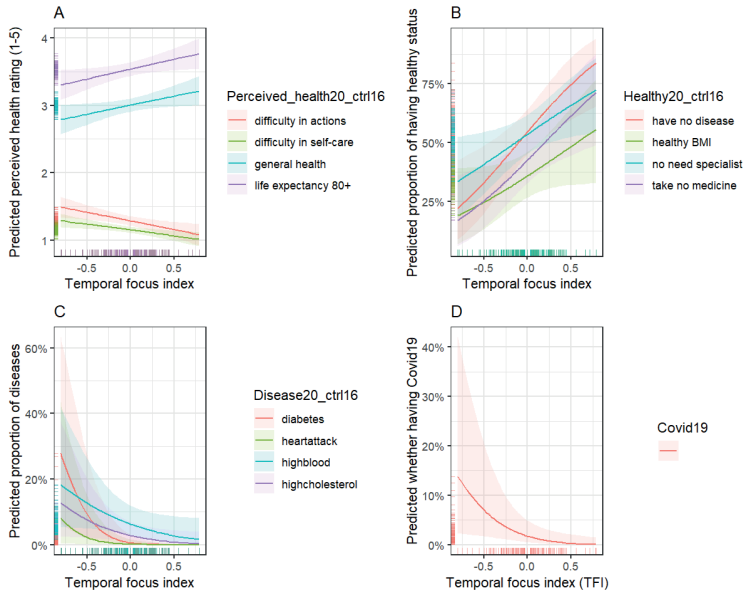 A
Predicted perceived health rating (1-5)
4
3
2
1
-0.5 0.0 0.5
Temporal focus index
Perceived_health20_ctrl16
difficulty in actions
difficulty in self-care
general health
life expectancy 80+
B
Predicted proportion of having healthy status
75%
50%
25%
-0.5 0.0 0.5
Temporal focus index
Healthy20_ctrl16
have no disease
healthy BMI
no need specialist
take no medicine
C
Predicted proportion of diseases
60%
40%
20%
0%
-0.5 0.0 0.5
Temporal focus index
Disease20_ctrl16
diabetes
heartattack
highblood
highcholesterol
D
Predicted whether having Covid19
40%
30%
20%
10%
0%
-0.5 0.0 0.5
Temporal focus index (TFI)
Covid19